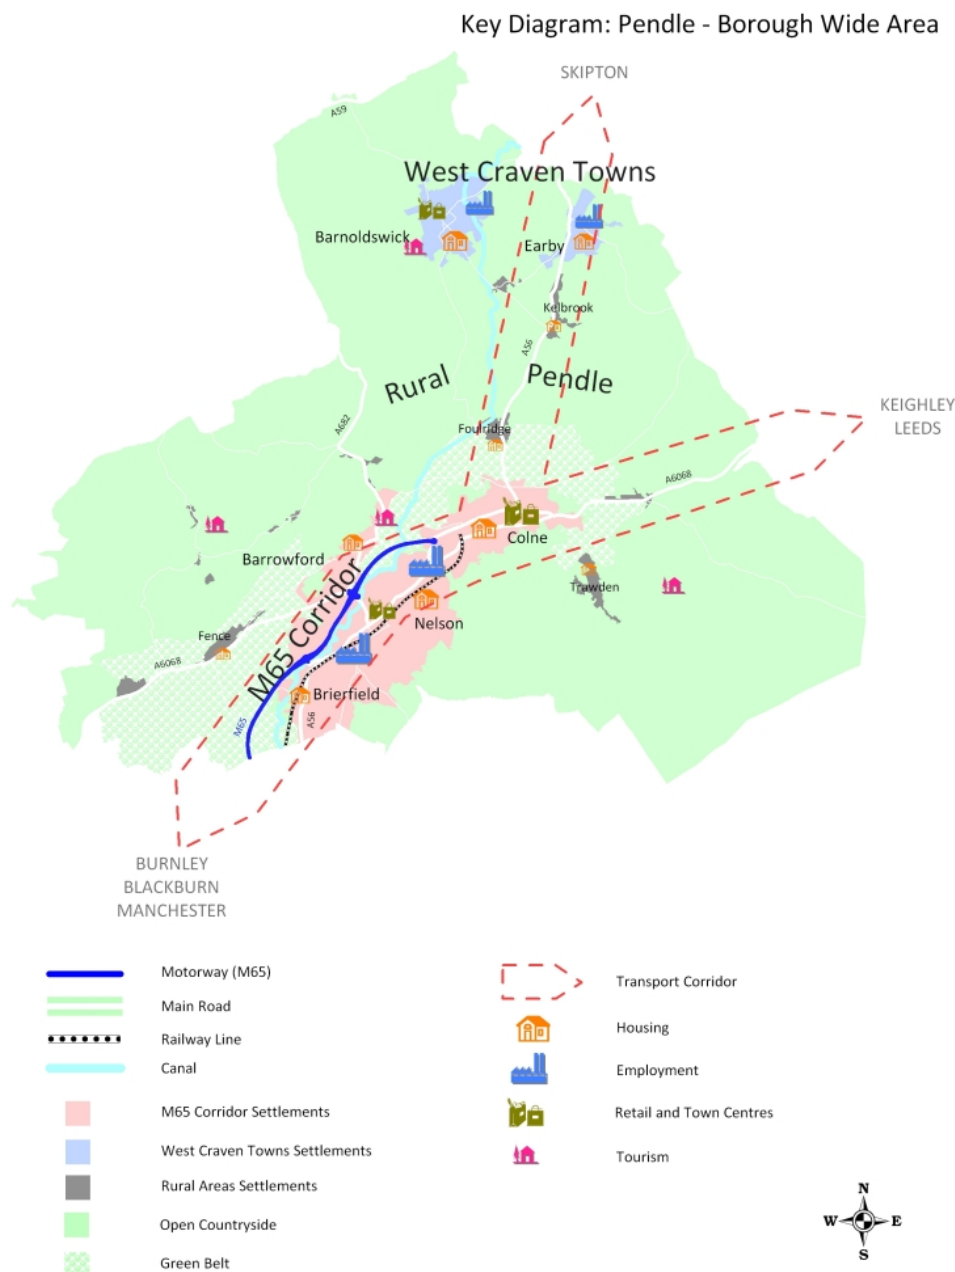 Key Diagram: Pendle - Borough Wide Area
SKIPTON
A59
West Craven Towns
Barnoldswick
Earby
Kelbrook
A56
Rural
Pendle
KEIGHLEY
LEEDS
A682
Foulridge
A6068
Colne
Barrowford
Trawden
M65 Corridor
Nelson
Fence
A6068
Brierfield
M65
A56
BURNLEY
BLACKBURN
MANCHESTER
Motorway (M65)
Main Road
Railway Line
Canal
M65 Corridor Settlements
West Craven Towns Settlements
Rural Areas Settlements
Open Countryside
Green Belt
Transport Corridor
Housing
Employment
Retail and Town Centres
Tourism
N
W E
S